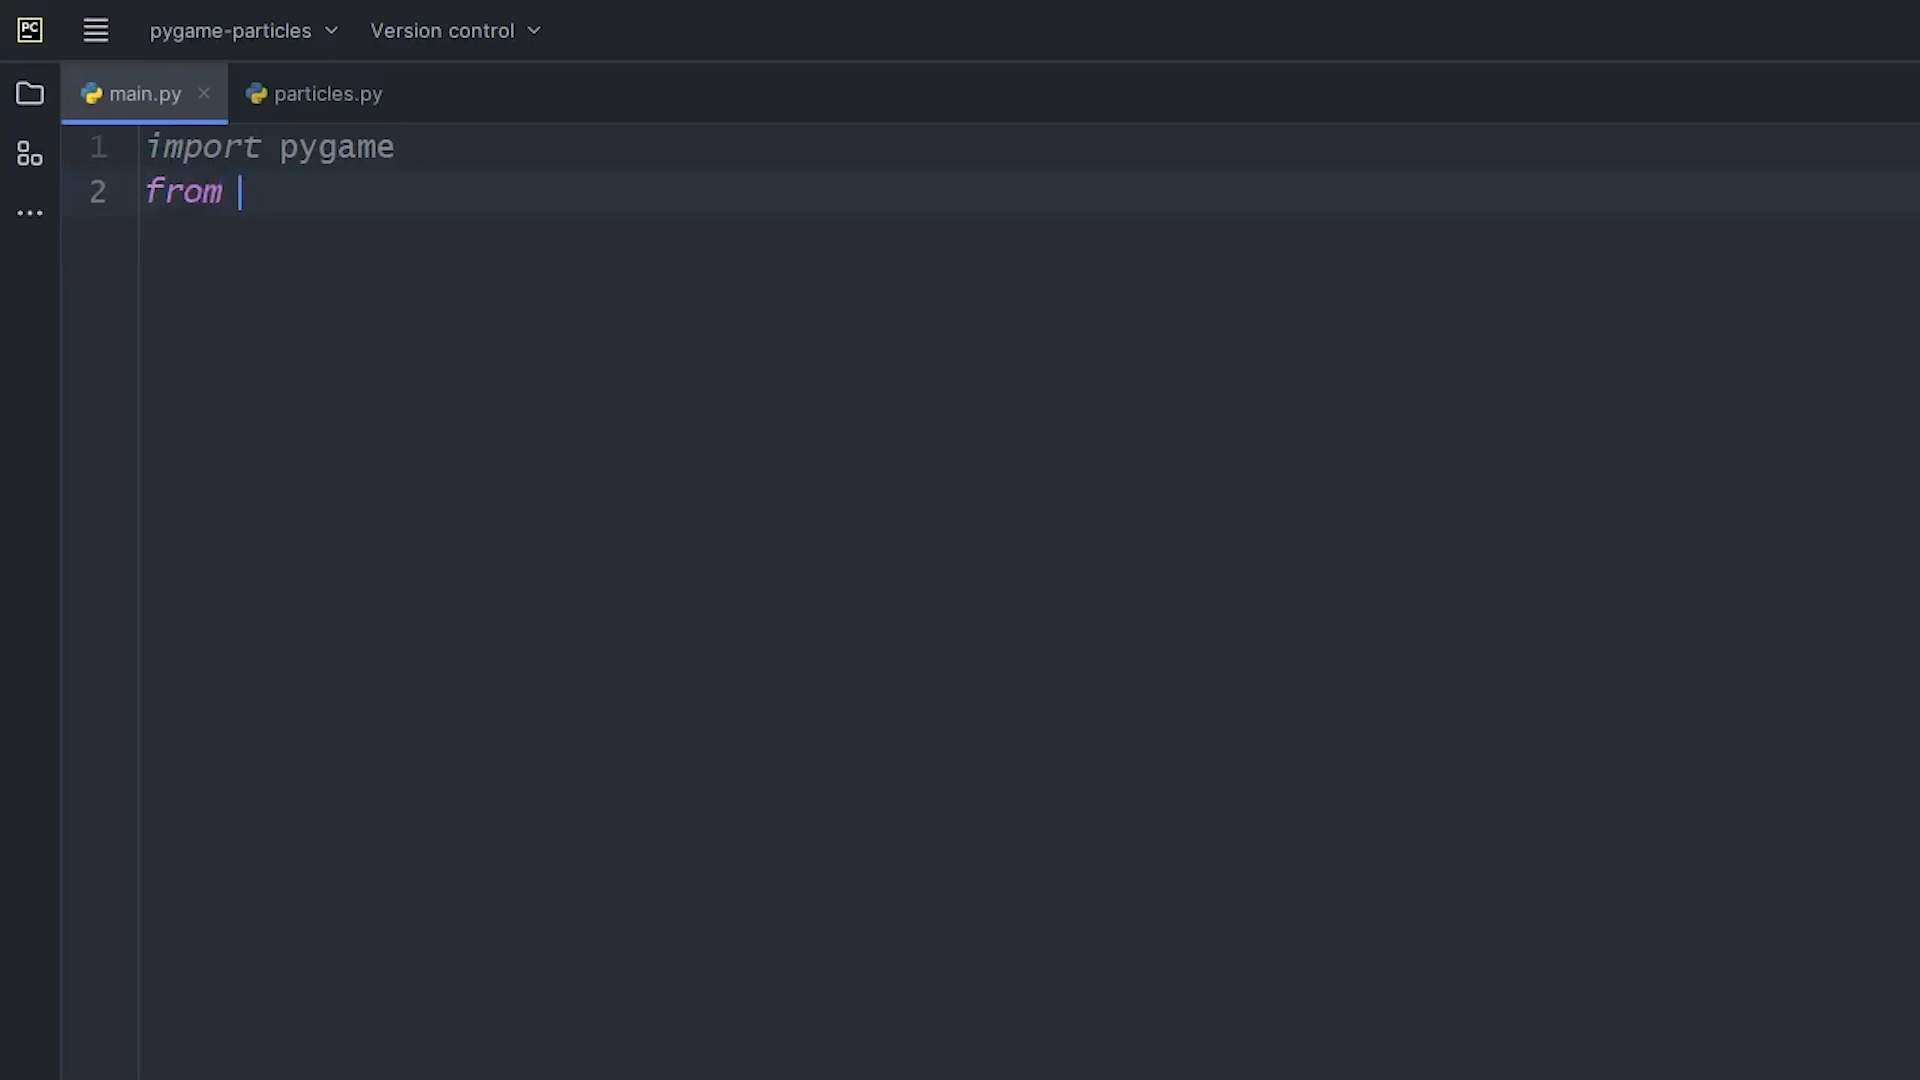 PC pygame-particles Version control
main.py particles.py
1 import pygame
2 from